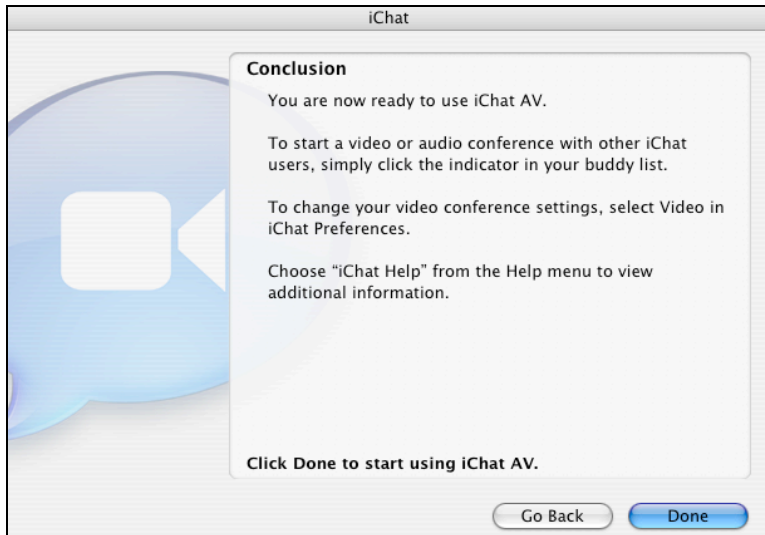 iChat
Conclusion
You are now ready to use iChat AV.
To start a video or audio conference with other iChat
users, simply click the indicator in your buddy list.
To change your video conference settings, select Video in
iChat Preferences.
Choose “iChat Help” from the Help menu to view
additional information.
Click Done to start using iChat AV.
Go Back
Done